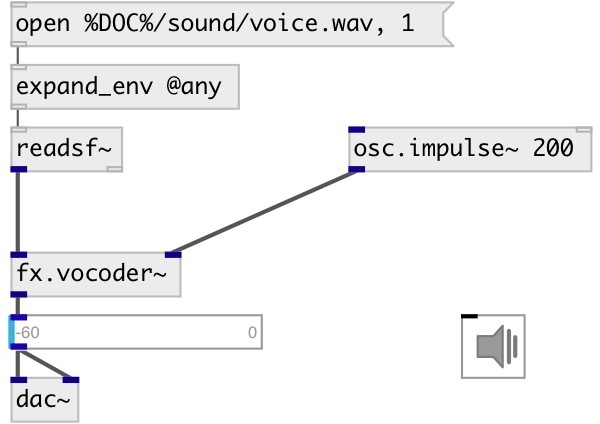 open %DOC%/sound/voice.wav, 1
expand_env @any
readsf~
osc.impulse~ 200
fx.vocoder~
-60 0
dac~